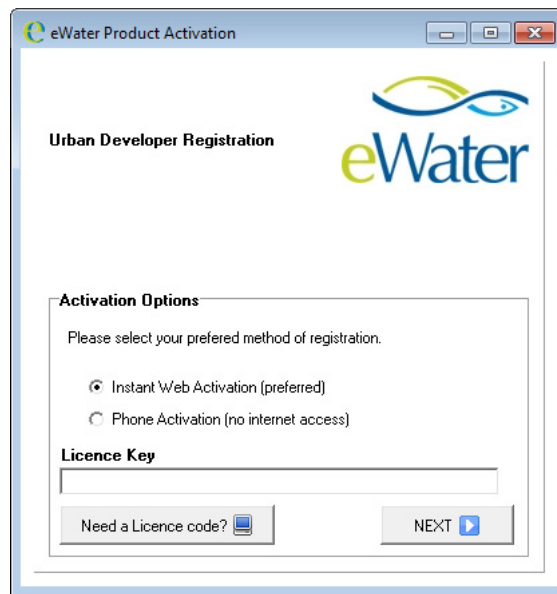 eWater Product Activation
eWater
Urban Developer Registration
Activation Options
Please select your prefered method of registration.
Instant Web Activation (preferred)
Phone Activation (no internet access)
Licence Key
Need a Licence code?
NEXT